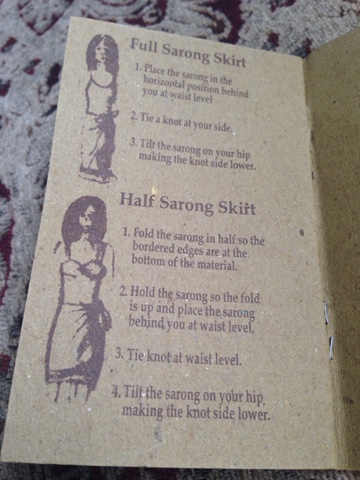 Full Sarong Skirt
1. Place the sarong in the
horizontal position behind
you at waist level
2. Tie a knot at your side.
3. Tilt the sarong on your hip
making the knot side lower.
Half Sarong Skirt
1. Fold the sarong in half so the
bordered edges are at the
bottom of the material.
2. Hold the sarong so the fold
is up and place the sarong
behind you at waist level.
3. Tie knot at waist level.
4. Tilt the sarong on your hip
making the knot side lower.